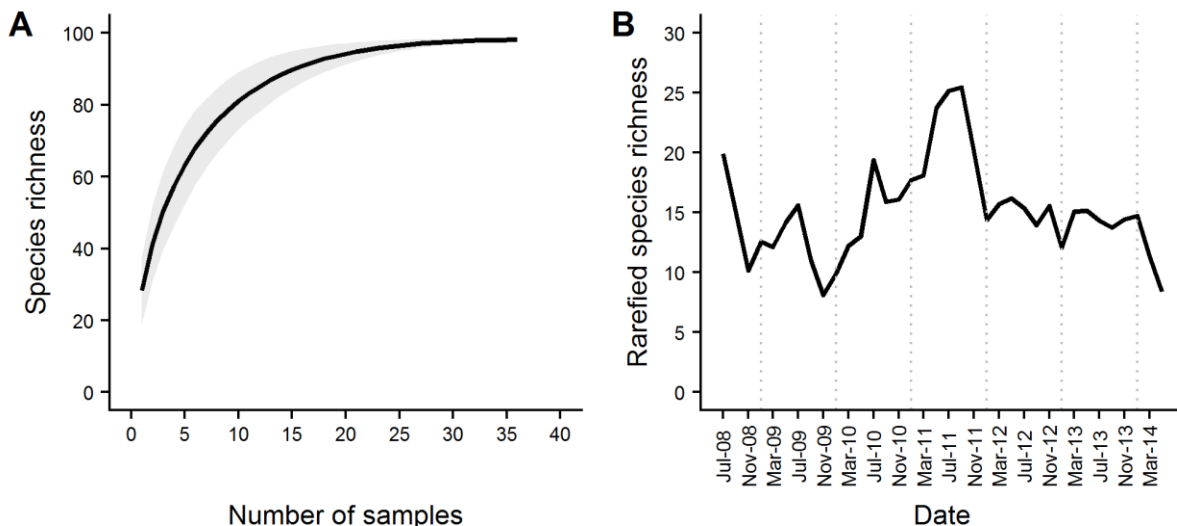 A
Species richness
100
80
60
40
20
0
0 5 10 15 20 25 30 35 40
Number of samples
B
Rarefied species richness
30
25
20
15
10
5
0
Jul-08
Nov-08
Mar-09
Jul-09
Nov-09
Mar-10
Jul-10
Nov-10
Mar-11
Jul-11
Nov-11
Mar-12
Jul-12
Nov-12
Mar-13
Jul-13
Nov-13
Mar-14
Date